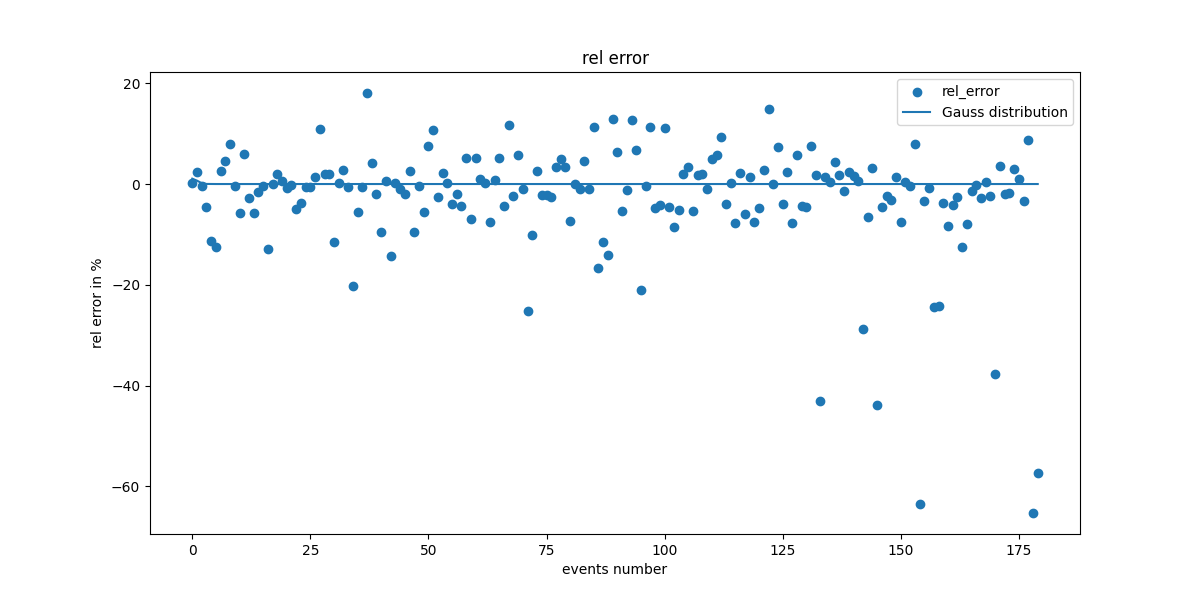 rel error
rel_error
Gauss distribution
20
0
−20
−40
−60
rel error in %
0 25 50 75 100 125 150 175
events number